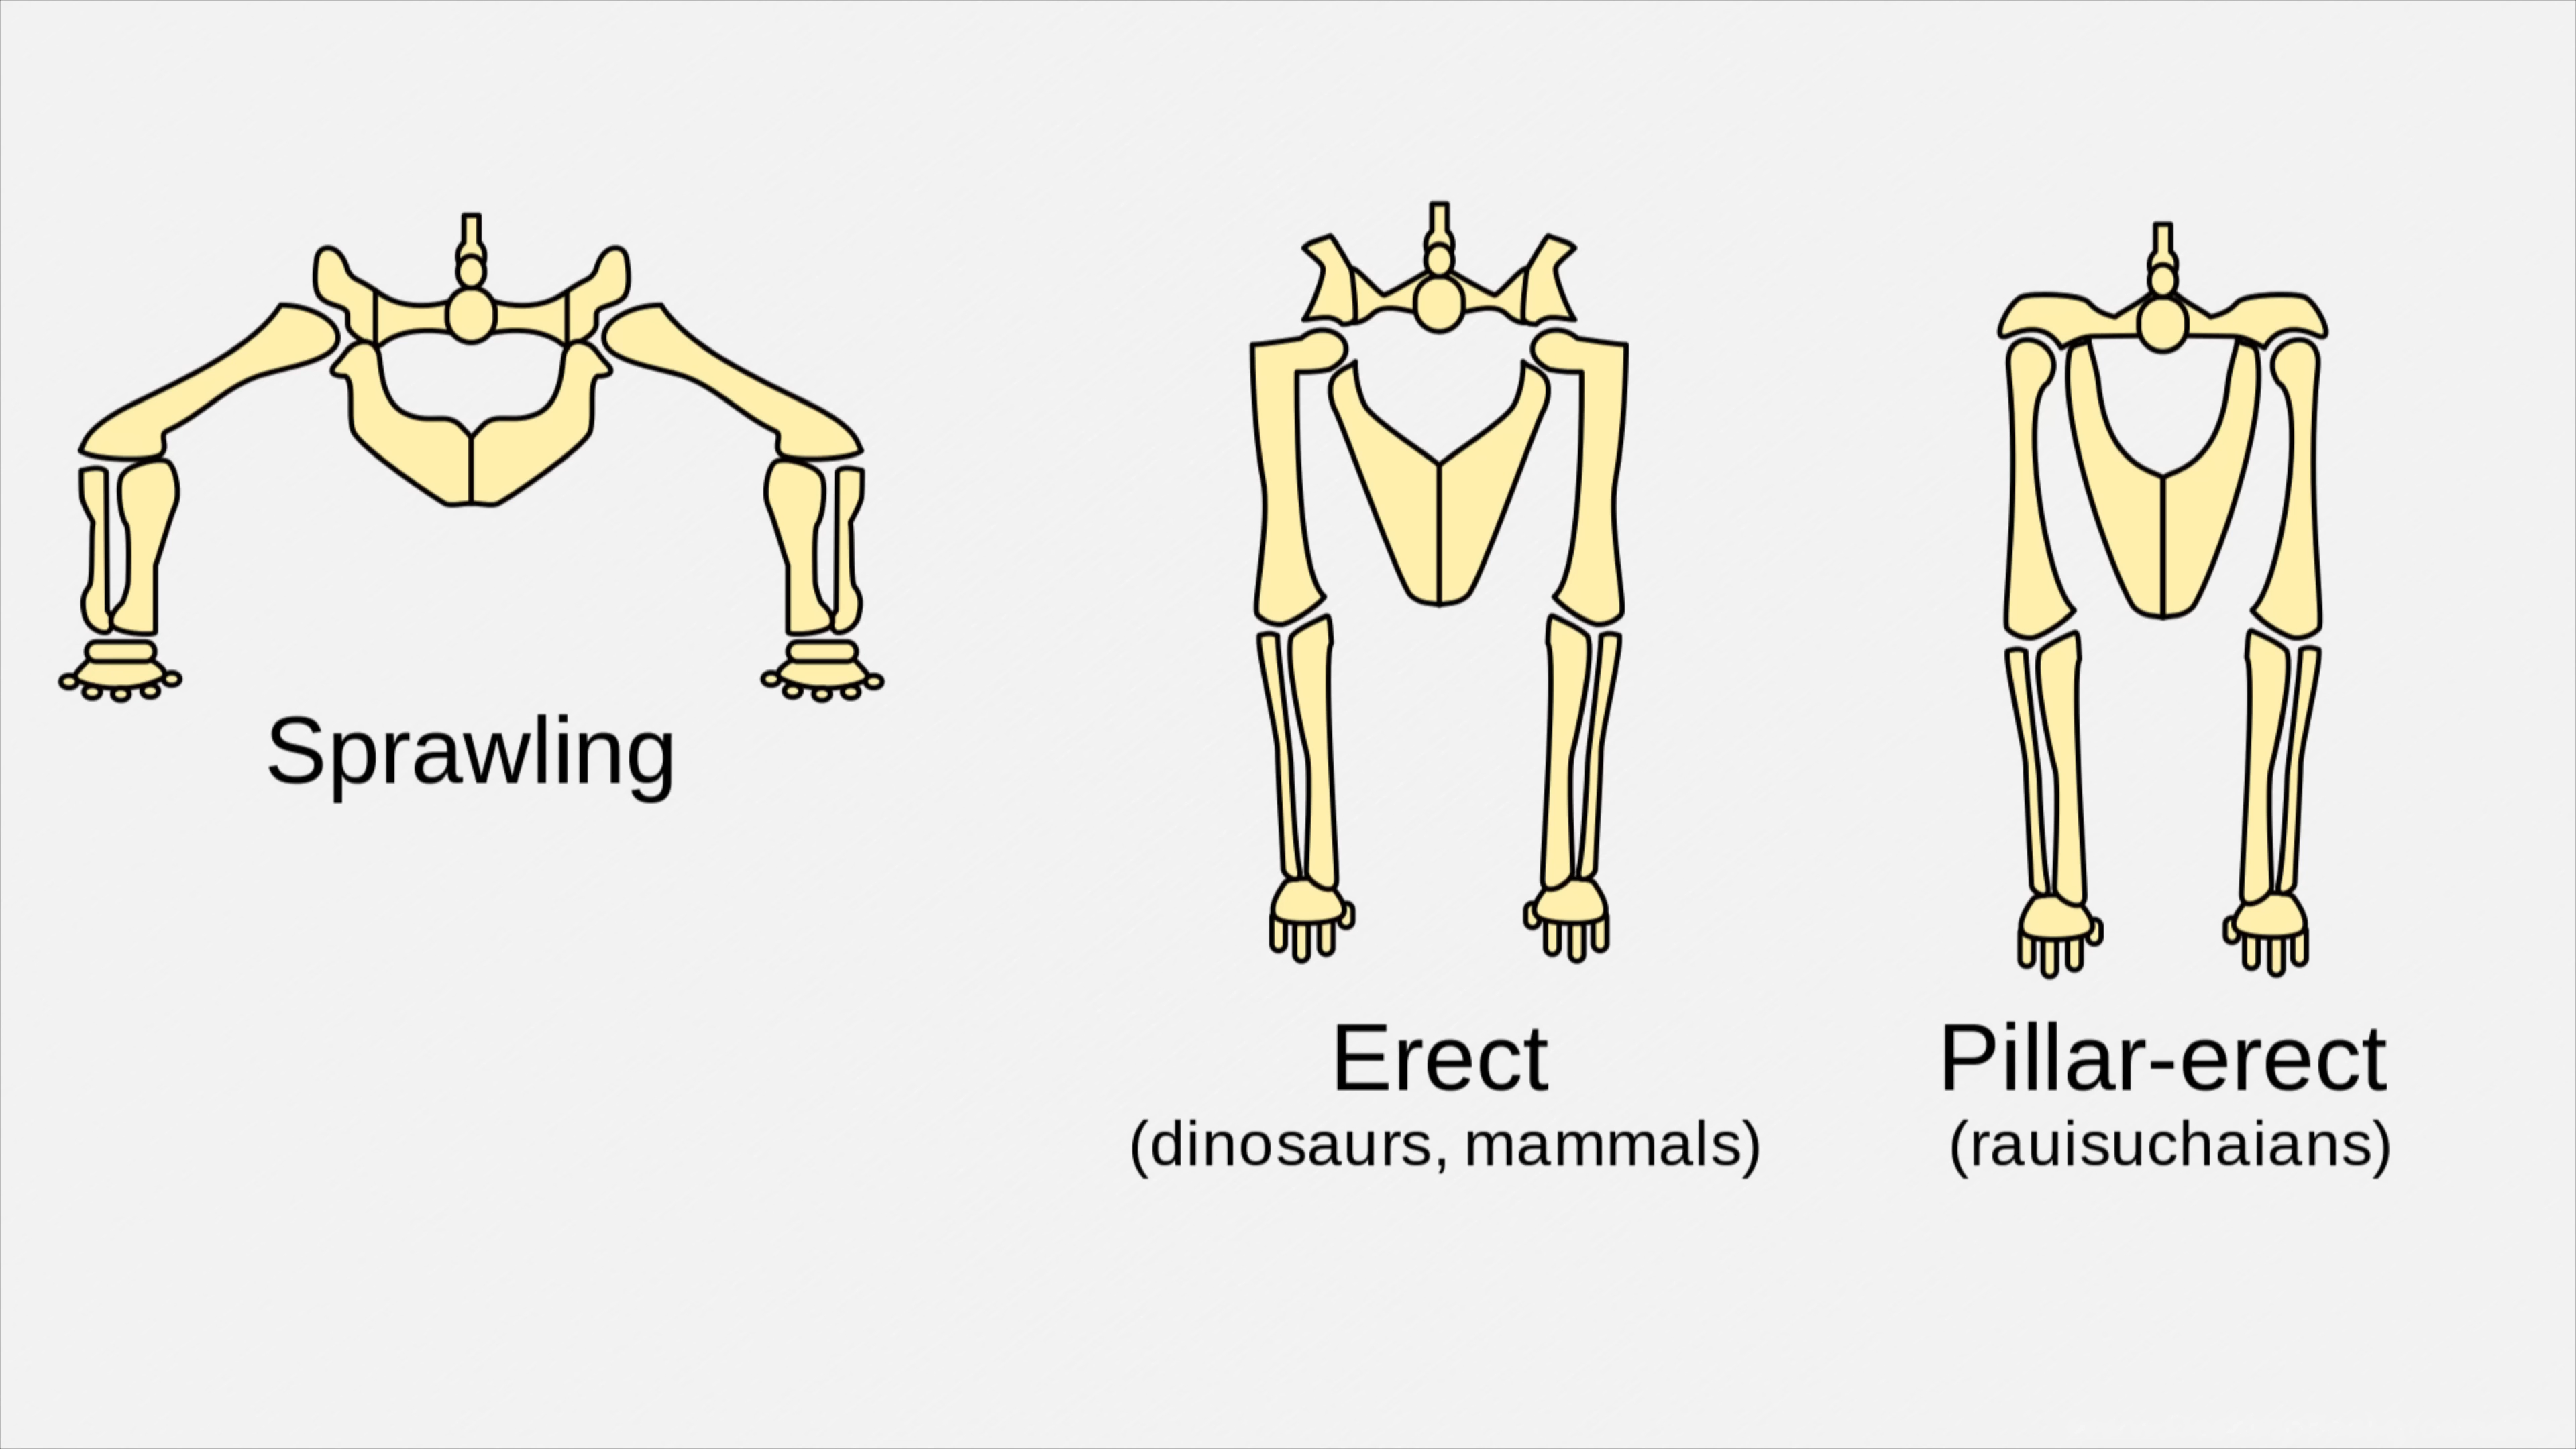 Sprawling
Erect
(dinosaurs, mammals)
Pillar-erect
(rauisuchaians)